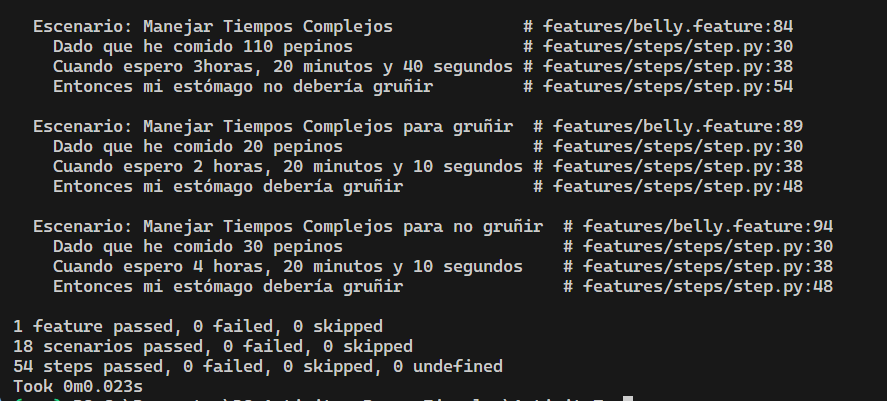 Escenario: Manejar Tiempos Complejos # features/belly.feature:84
Dado que he comido 110 pepinos # features/steps/step.py:30
Cuando espero 3horas, 20 minutos y 40 segundos # features/steps/step.py:38
Entonces mi estómago no debería gruñir # features/steps/step.py:54
Escenario: Manejar Tiempos Complejos para gruñir # features/belly.feature:89
Dado que he comido 20 pepinos # features/steps/step.py:30
Cuando espero 2 horas, 20 minutos y 10 segundos # features/steps/step.py:38
Entonces mi estómago debería gruñir # features/steps/step.py:48
Escenario: Manejar Tiempos Complejos para no gruñir # features/belly.feature:94
Dado que he comido 30 pepinos # features/steps/step.py:30
Cuando espero 4 horas, 20 minutos y 10 segundos # features/steps/step.py:38
Entonces mi estómago debería gruñir # features/steps/step.py:48
1 feature passed, 0 failed, 0 skipped
18 scenarios passed, 0 failed, 0 skipped
54 steps passed, 0 failed, 0 skipped, 0 undefined
Took 0m0.023s